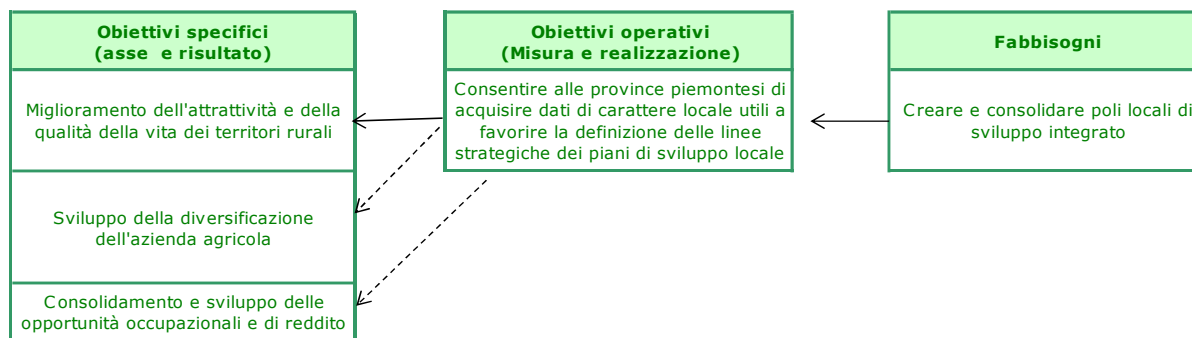 Obiettivi specifici
(asse e risultato)
Miglioramento dell'attrattività e della
qualità della vita dei territori rurali
Sviluppo della diversificazione
dell'azienda agricola
Consolidamento e sviluppo delle
opportunità occupazionali e di reddito
Obiettivi operativi
(Misura e realizzazione)
Consentire alle province piemontesi di
acquisire dati di carattere locale utili a
favorire la definizione delle linee
strategiche dei piani di sviluppo locale
Fabbisogni
Creare e consolidare poli locali di
sviluppo integrato